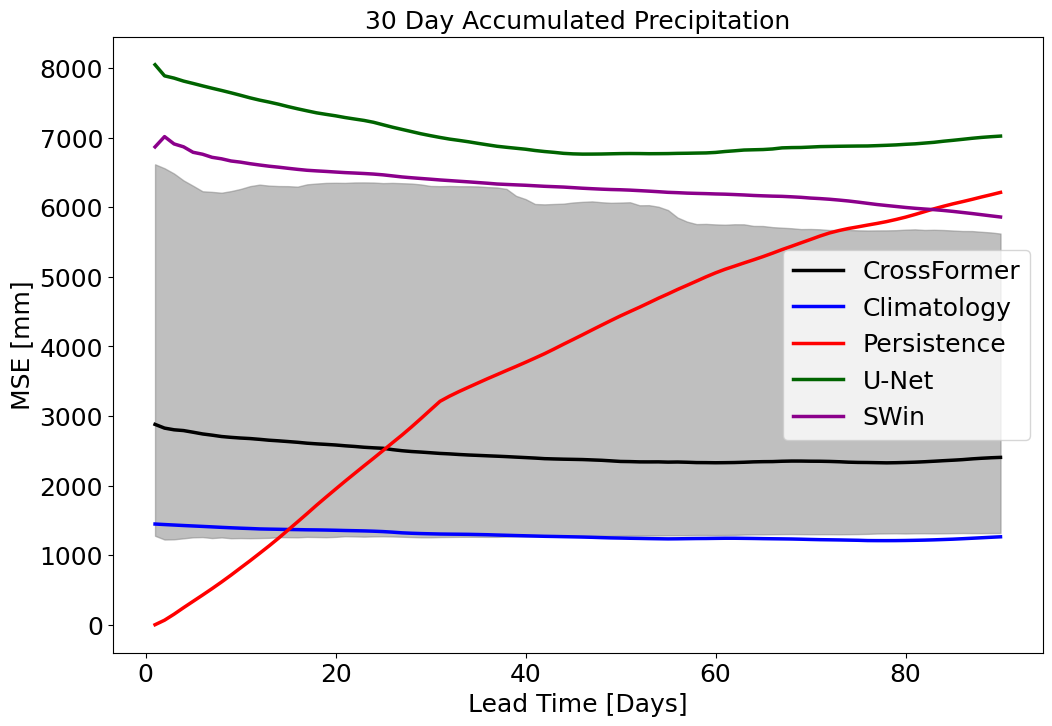 30 Day Accumulated Precipitation
MSE [mm]
8000
7000
6000
5000
4000
3000
2000
1000
0
CrossFormer
Climatology
Persistence
U-Net
SWin
0 20 40 60 80
Lead Time [Days]